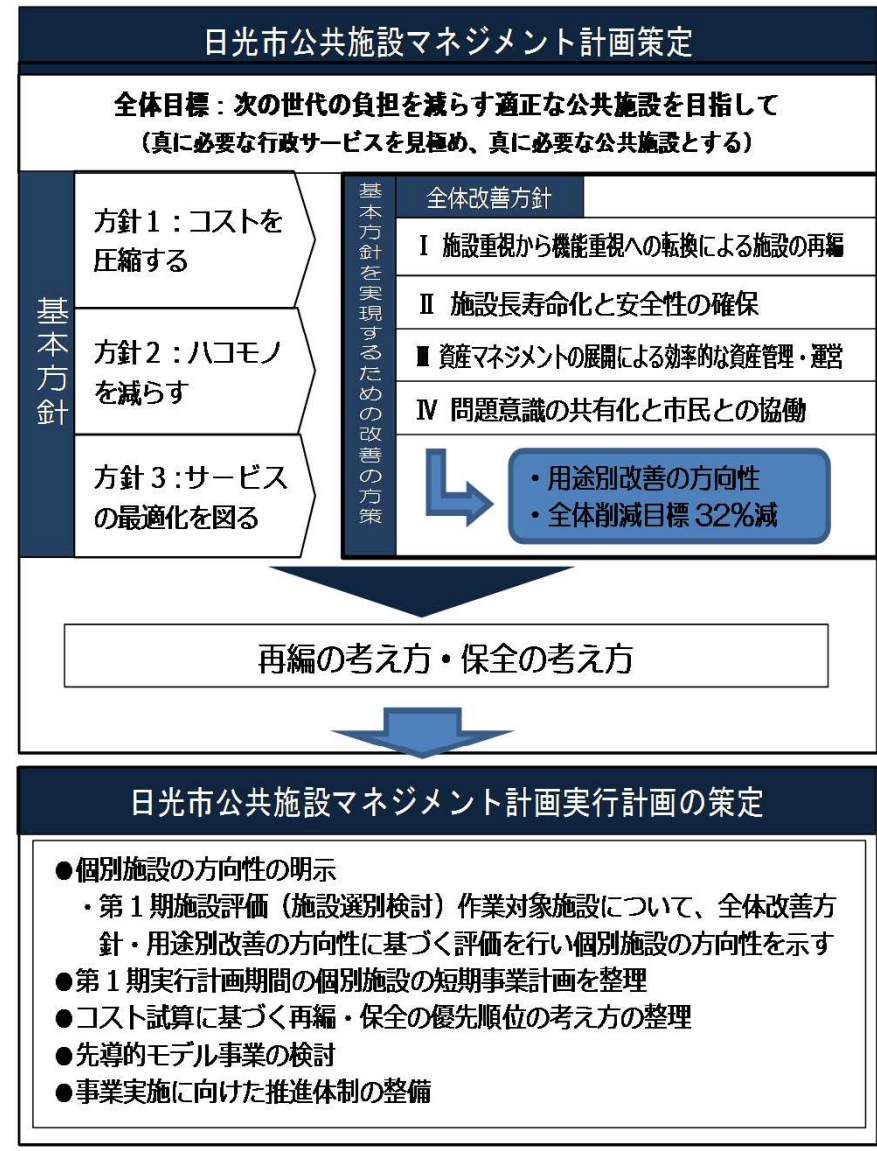 日光市公共施設マネジメント計画策定
全体目標：次の世代の負担を減らす適正な公共施設を目指して
（真に必要な行政サービスを見極め、真に必要な公共施設とする）
基本方針
方針１：コストを
圧縮する
方針２：ハコモノ
を減らす
方針３:サービス
の最適化を図る
基本方針を実現するための改善の方策
全体改善方針
Ⅰ 施設重視から機能重視への転換による施設の再編
Ⅱ 施設長寿命化と安全性の確保
Ⅲ 資産マネジメントの展開による効率的な資産管理・運営
Ⅳ 問題意識の共有化と市民との協働
・用途別改善の方向性
・全体削減目標 32%減
再編の考え方・保全の考え方
日光市公共施設マネジメント計画実行計画の策定
●個別施設の方向性の明示
・第１期施設評価（施設選別検討）作業対象施設について、全体改善方
針・用途別改善の方向性に基づく評価を行い個別施設の方向性を示す
●第１期実行計画期間の個別施設の短期事業計画を整理
●コスト試算に基づく再編・保全の優先順位の考え方の整理
●先導的モデル事業の検討
●事業実施に向けた推進体制の整備